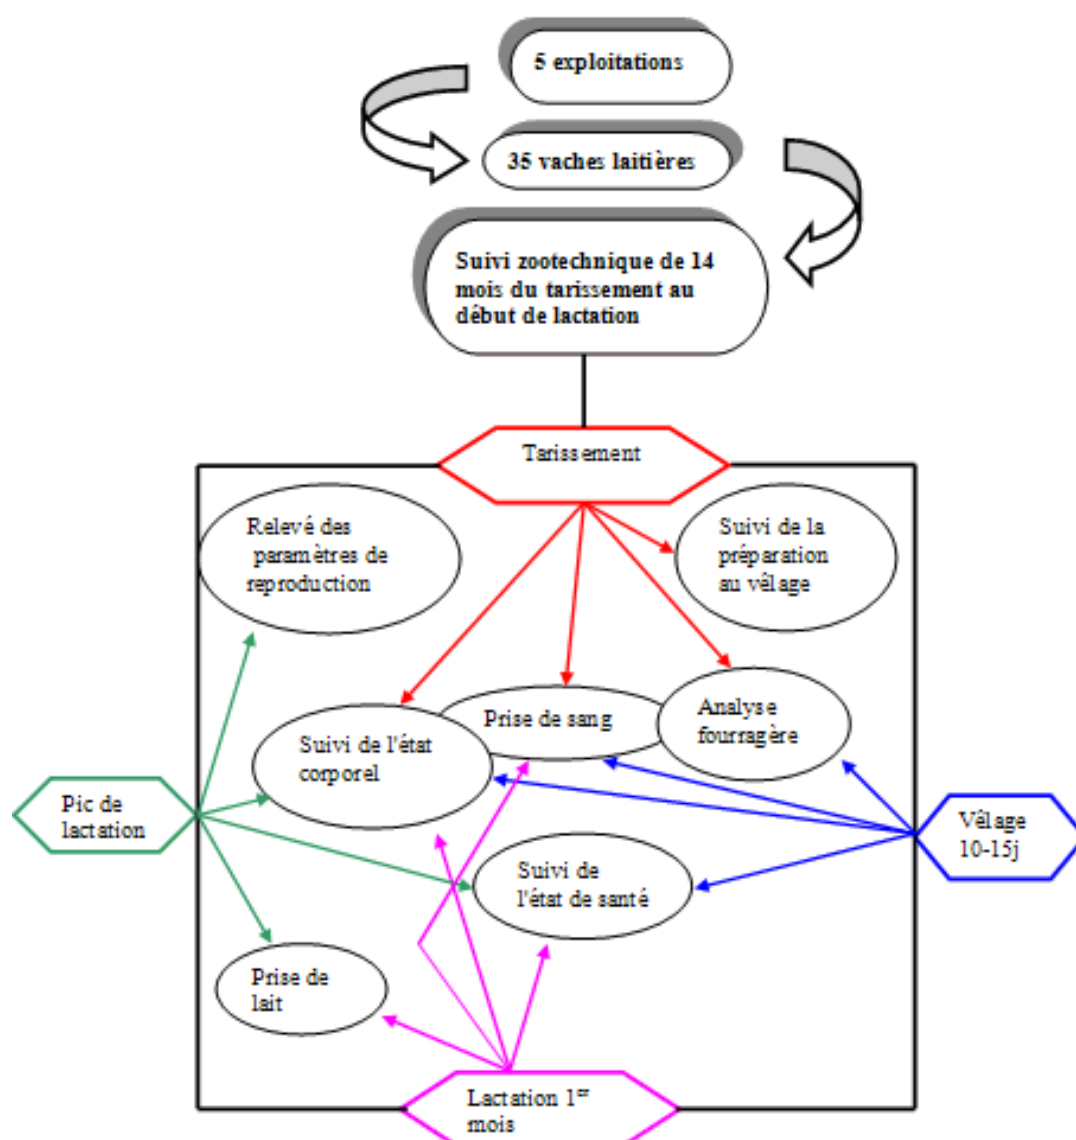 5 exploitations
35 vaches laitières
Suivi zootechnique de 14
mois du tarissement au
début de lactation
Tarissement
Relevé des
paramètres de
reproduction
Suivi de la
préparation
au vêlage
Prise de sang
Analyse
fourragère
Suivi de l'état
corporel
Pic de
lactation
Vêlage
10-15j
Suivi de
l'état de santé
Prise de
lait
Lactation 1er
mois